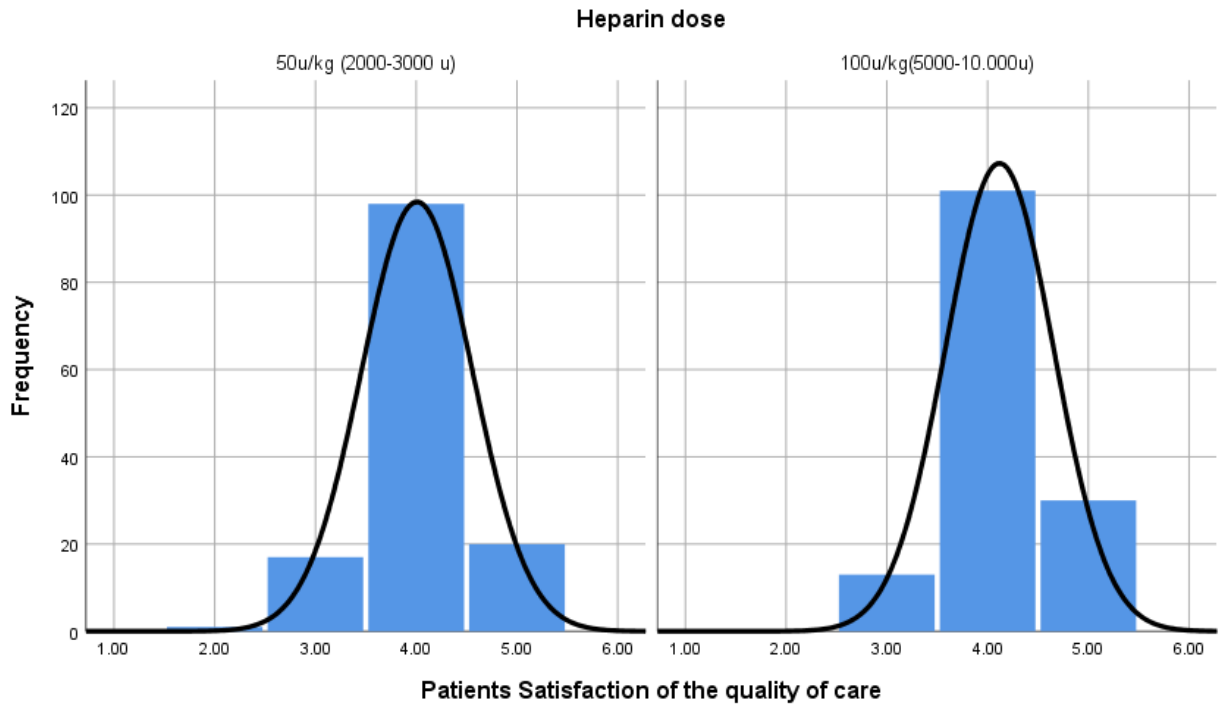 Heparin dose
50u/kg (2000-3000 u)
100u/kg(5000-10.000u)
120
100
80
60
40
20
0
Frequency
1.00 2.00 3.00 4.00 5.00 6.00
1.00 2.00 3.00 4.00 5.00 6.00
Patients Satisfaction of the quality of care